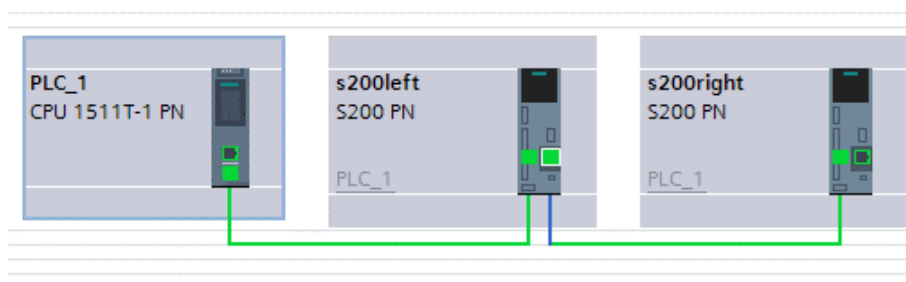 PLC_1
CPU 1511T-1 PN
s200left
S200 PN
PLC_1
s200right
S200 PN
PLC_1